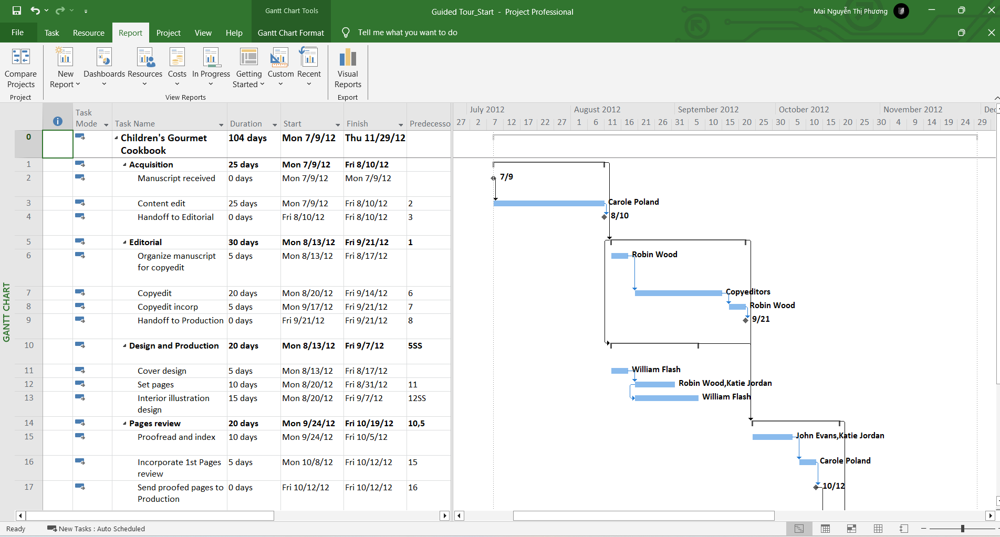 Gantt Chart Tools
Guided Tour_Start - Project Professional
Mai Nguyễn Thị Phương
File Task Resource Report Project View Help Gantt Chart Format Tell me what you want to do
Compare Projects
New Report
Dashboards
Resources
Costs
In Progress
Getting Started
Custom
Recent
Visual Reports
Project View Reports Export
Task Mode Task Name Duration Start Finish Predecesso
July 2012 August 2012 September 2012 October 2012 November 2012 Dec
27 2 7 12 17 22 27 1 6 11 16 21 26 31 5 10 15 20 25 30 5 10 15 20 25 30 4 9 14 19 24 29
GANTT CHART
0 Children's Gourmet Cookbook 104 days Mon 7/9/12 Thu 11/29/12
1 Acquisition 25 days Mon 7/9/12 Fri 8/10/12
2 Manuscript received 0 days Mon 7/9/12 Mon 7/9/12 7/9
3 Content edit 25 days Mon 7/9/12 Fri 8/10/12 2 Carole Poland
4 Handoff to Editorial 0 days Fri 8/10/12 Fri 8/10/12 3 8/10
5 Editorial 30 days Mon 8/13/12 Fri 9/21/12 1
6 Organize manuscript for copyedit 5 days Mon 8/13/12 Fri 8/17/12 Robin Wood
7 Copyedit 20 days Mon 8/20/12 Fri 9/14/12 6 Copyeditors
8 Copyedit incorp 5 days Mon 9/17/12 Fri 9/21/12 7 Robin Wood
9 Handoff to Production 0 days Fri 9/21/12 Fri 9/21/12 8 9/21
10 Design and Production 20 days Mon 8/13/12 Fri 9/7/12 5SS
11 Cover design 5 days Mon 8/13/12 Fri 8/17/12 William Flash
12 Set pages 10 days Mon 8/20/12 Fri 8/31/12 11 Robin Wood,Katie Jordan
13 Interior illustration design 15 days Mon 8/20/12 Fri 9/7/12 12SS William Flash
14 Pages review 20 days Mon 9/24/12 Fri 10/19/12 10,5
15 Proofread and index 10 days Mon 9/24/12 Fri 10/5/12 John Evans,Katie Jordan
16 Incorporate 1st Pages review 5 days Mon 10/8/12 Fri 10/12/12 15 Carole Poland
17 Send proofed pages to Production 0 days Fri 10/12/12 Fri 10/12/12 16 10/12
Ready New Tasks : Auto Scheduled